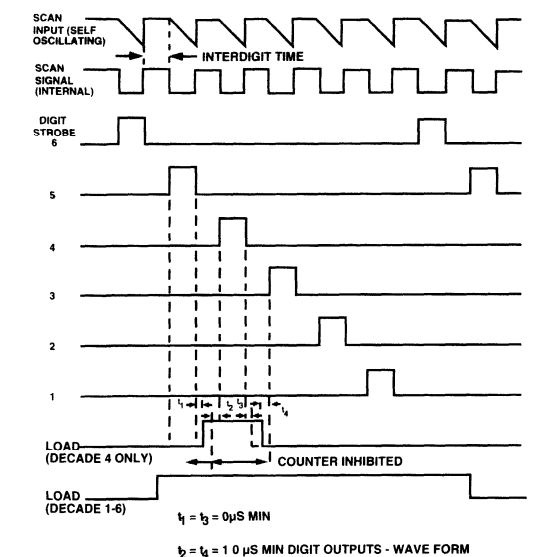 SCAN
INPUT (SELF
OSCILLATING)
INTERDIGIT TIME
SCAN
SIGNAL
(INTERNAL)
DIGIT
STROBE
6
5
4
3
2
1
t1 t2 t3 t4
LOAD
(DECADE 4 ONLY)
COUNTER INHIBITED
LOAD
(DECADE 1-6)
t1 = t3 = 0µS MIN
t2 = t4 = 1 0 µS MIN DIGIT OUTPUTS - WAVE FORM